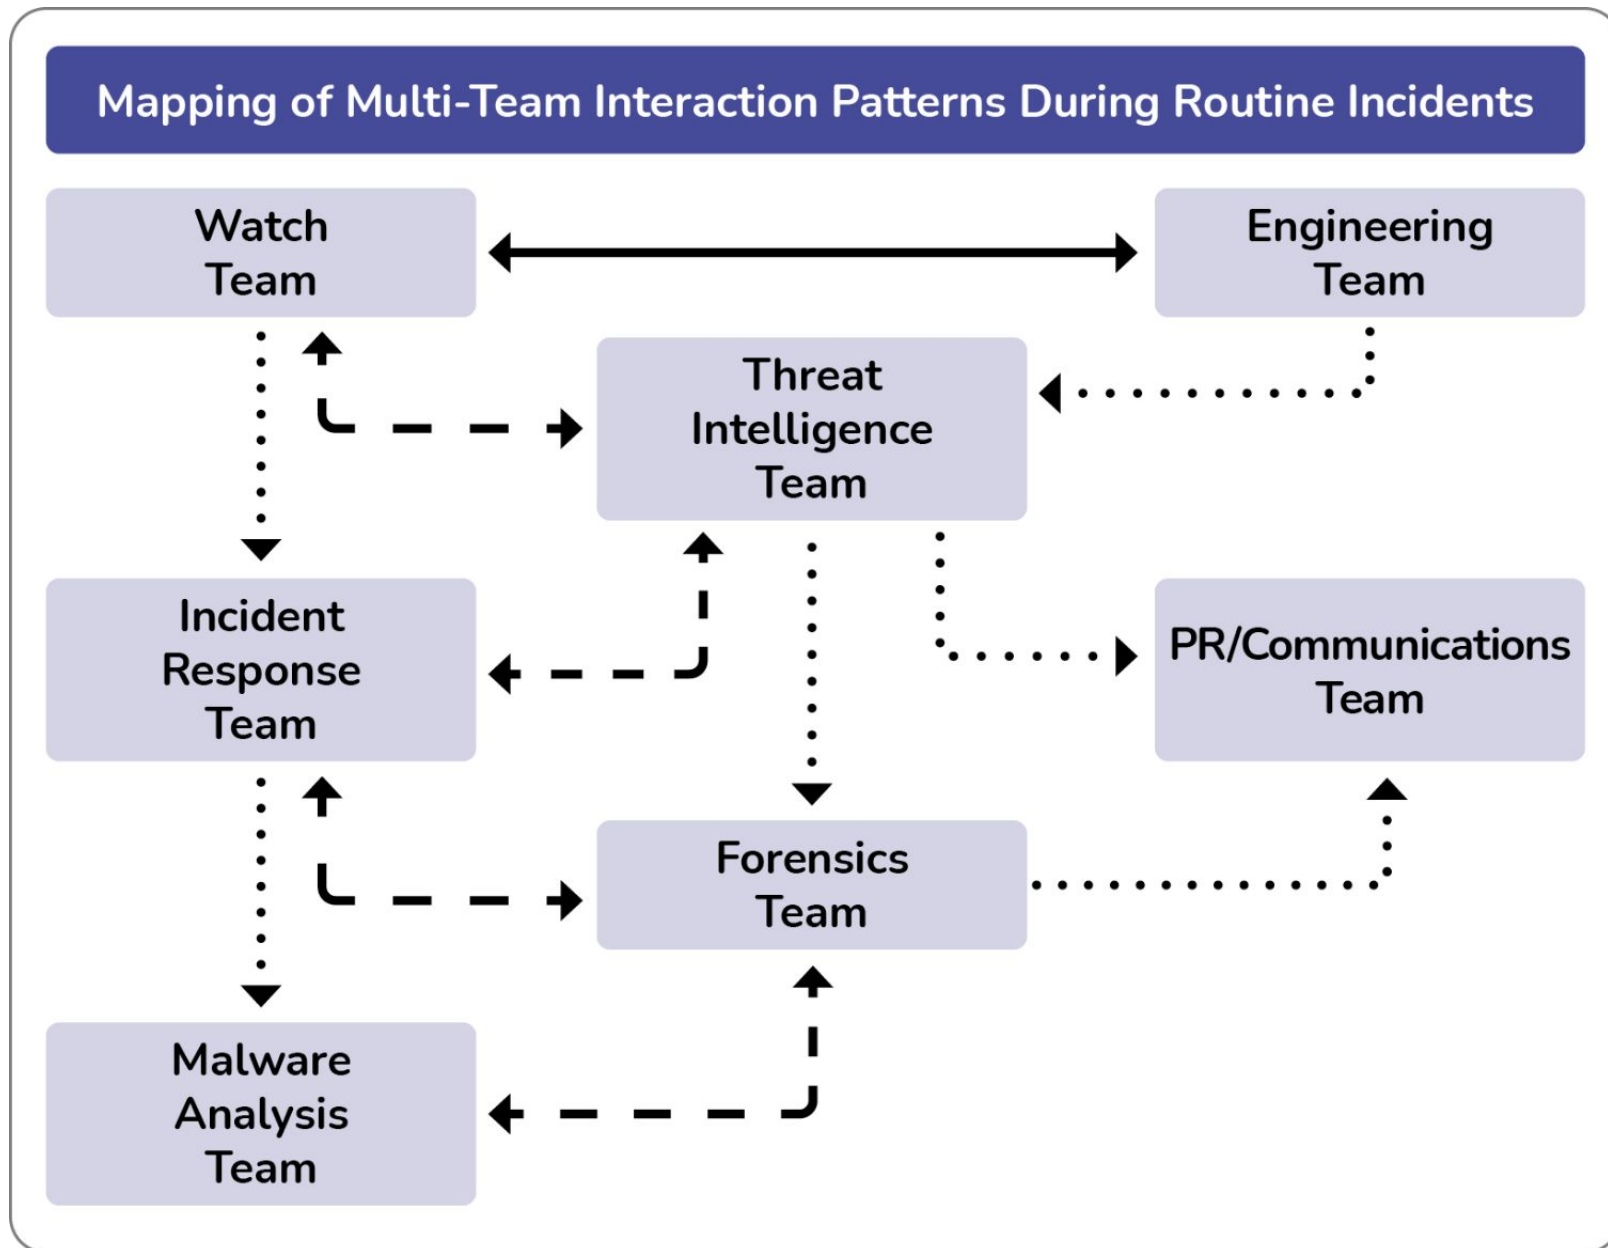 Mapping of Multi-Team Interaction Patterns During Routine Incidents
Watch
Team
Engineering
Team
Threat
Intelligence
Team
Incident
Response
Team
PR/Communications
Team
Forensics
Team
Malware
Analysis
Team